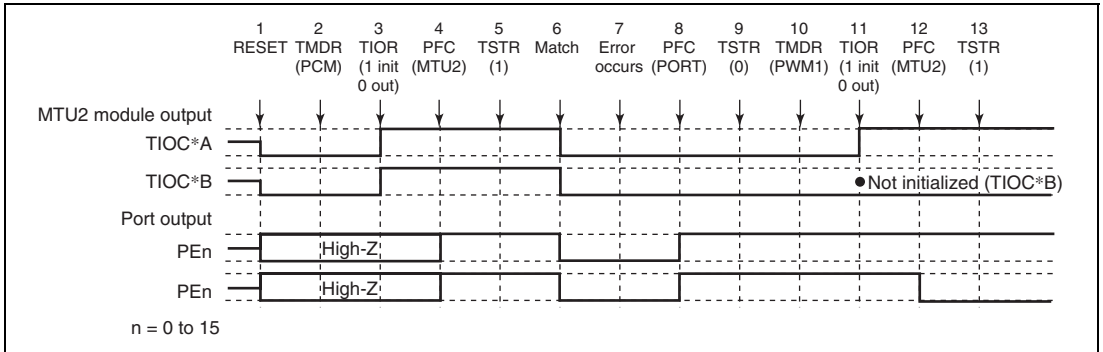 1 2 3 4 5 6 7 8 9 10 11 12 13
RESET TMDR TIOR PFC TSTR Match Error PFC TSTR TMDR TIOR PFC TSTR
(PCM) (1 init (MTU2) (1) occurs (PORT) (0) (PWM1) (1 init (MTU2) (1)
0 out) 0 out)
MTU2 module output
TIOC*A
TIOC*B
●Not initialized (TIOC*B)
Port output
PEn
High-Z
PEn
High-Z
n = 0 to 15